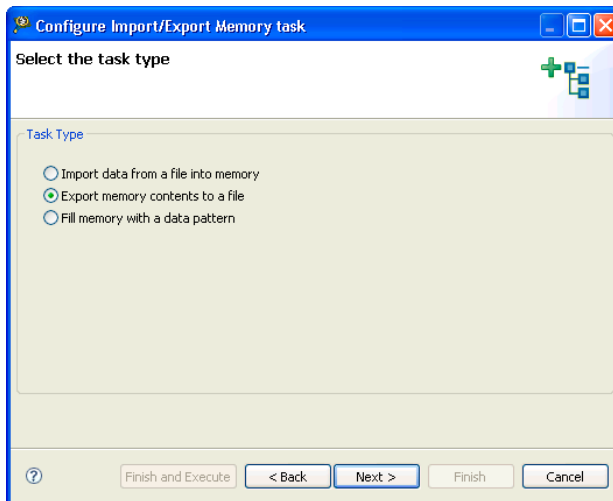 Configure Import/Export Memory task
Select the task type
Task Type
Import data from a file into memory
Export memory contents to a file
Fill memory with a data pattern
?
Finish and Execute
< Back
Next >
Finish
Cancel